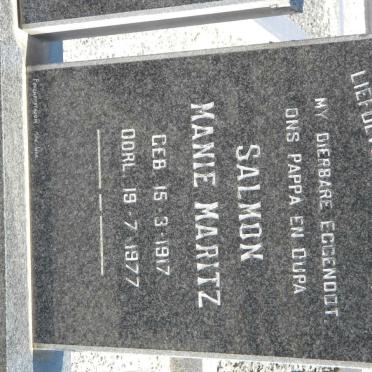 MY DIERBARE EGGENOOT
ONS PAPPA EN OUPA
SALMON
MANIE MARITZ
GEB 15 3 1917
OORL 19 7 1977